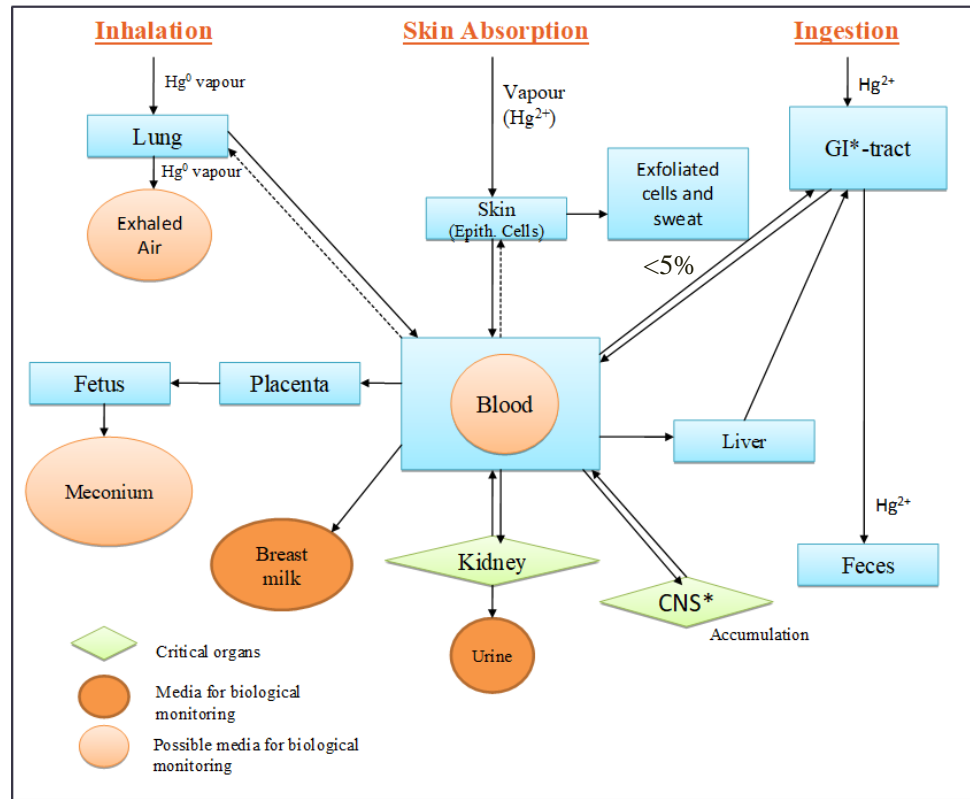 Inhalation
Skin Absorption
Ingestion
Hg⁰ vapour
Vapour
(Hg²⁺)
Hg²⁺
Lung
GI*-tract
Hg⁰ vapour
Exhaled
Air
Skin
(Epith. Cells)
Exfoliated
cells and
sweat
<5%
Fetus
Placenta
Blood
Liver
Meconium
Hg²⁺
Breast
milk
Kidney
Feces
CNS*
Accumulation
Urine
Critical organs
Media for biological
monitoring
Possible media for biological
monitoring